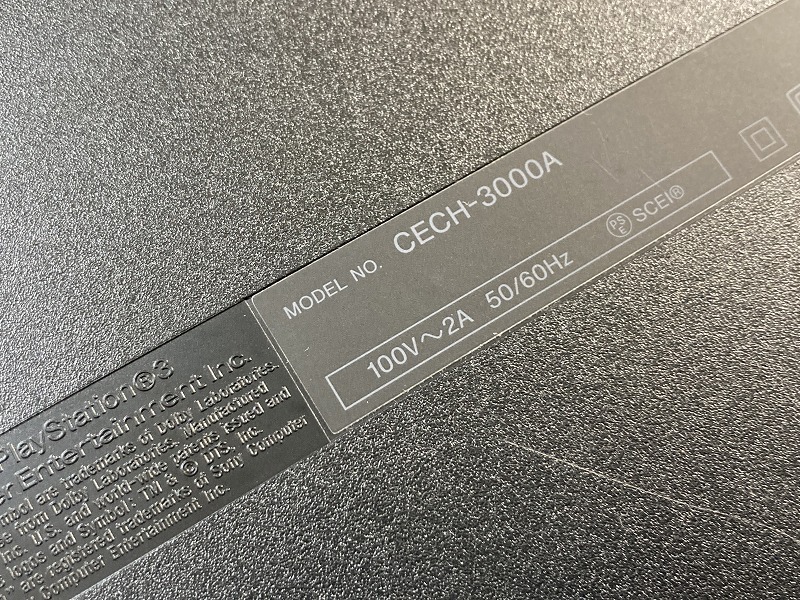 MODEL NO. CECH-3000A
100V～2A 50/60Hz
PS E SCEI®
PlayStation®3
Entertainment Inc.
are trademarks of Dolby Laboratories.
from Dolby Laboratories. Manufactured
Inc. U.S. and world-wide patents issued and
logos and Symbol: TM & © DTS, Inc.
are registered trademarks of Sony Computer
Computer Entertainment Inc.